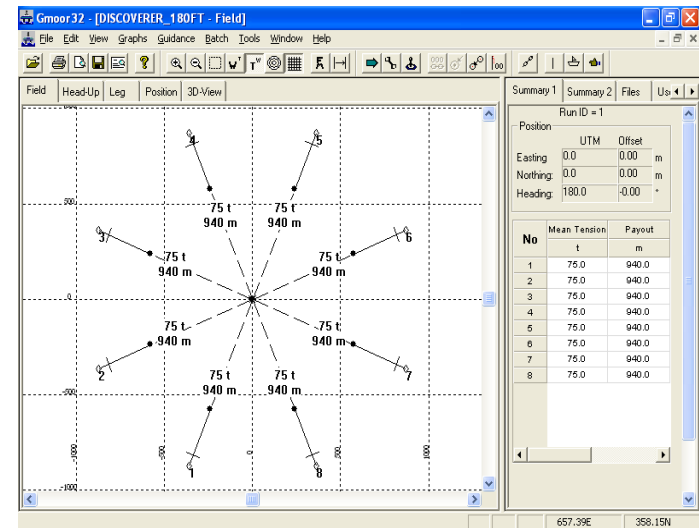 Gmoor32 - [DISCOVERER_180FT - Field]
File Edit View Graphs Guidance Batch Tools Window Help
Field Head-Up Leg Position 3D-View
Summary 1 Summary 2 Files
Run ID = 1
Position
UTM Offset
Easting 0.0 0.00 m
Northing: 0.0 0.00 m
Heading: 180.0 -0.00 °
No Mean Tension Payout
t m
1 75.0 940.0
2 75.0 940.0
3 75.0 940.0
4 75.0 940.0
5 75.0 940.0
6 75.0 940.0
7 75.0 940.0
8 75.0 940.0
4 5
500
75 t 75 t
940 m 940 m
3 6
75 t 75 t
940 m 940 m
0
75 t 75 t
940 m 940 m
2 7
75 t 75 t
940 m 940 m
-500
-1000 -500 0 500 1000
1 8
-1000
657.39E 358.15N